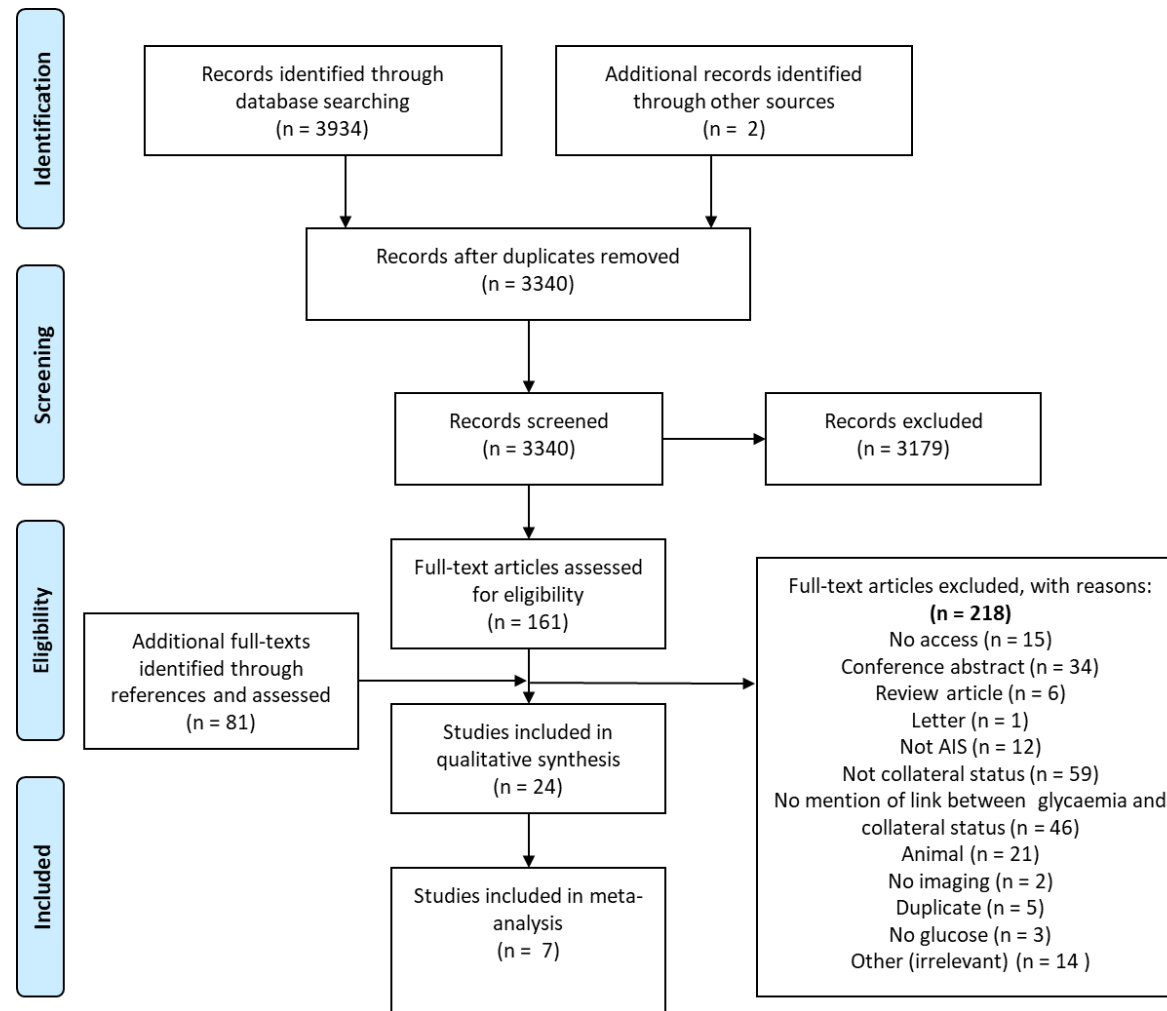 Identification
Records identified through
database searching
(n = 3934)
Additional records identified
through other sources
(n = 2)
Records after duplicates removed
(n = 3340)
Screening
Records screened
(n = 3340)
Records excluded
(n = 3179)
Eligibility
Full-text articles assessed
for eligibility
(n = 161)
Additional full-texts
identified through
references and assessed
(n = 81)
Full-text articles excluded, with reasons:
(n = 218)
No access (n = 15)
Conference abstract (n = 34)
Review article (n = 6)
Letter (n = 1)
Not AIS (n = 12)
Not collateral status (n = 59)
No mention of link between glycaemia and
collateral status (n = 46)
Animal (n = 21)
No imaging (n = 2)
Duplicate (n = 5)
No glucose (n = 3)
Other (irrelevant) (n = 14 )
Studies included in
qualitative synthesis
(n = 24)
Included
Studies included in meta-
analysis
(n = 7)